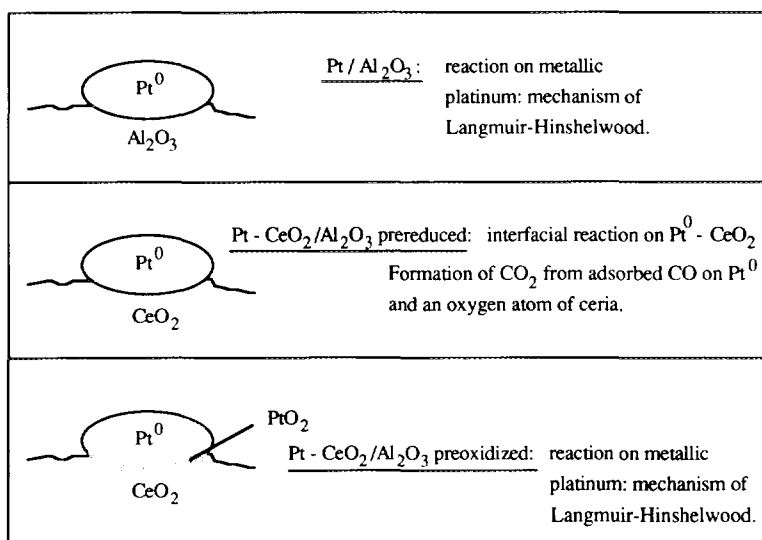 Pt⁰
Al₂O₃
Pt / Al₂O₃ : reaction on metallic
platinum: mechanism of
Langmuir-Hinshelwood.
Pt⁰
CeO₂
Pt - CeO₂/Al₂O₃ prereduced: interfacial reaction on Pt⁰ - CeO₂
Formation of CO₂ from adsorbed CO on Pt⁰
and an oxygen atom of ceria.
Pt⁰
PtO₂
CeO₂
Pt - CeO₂/Al₂O₃ preoxidized: reaction on metallic
platinum: mechanism of
Langmuir-Hinshelwood.